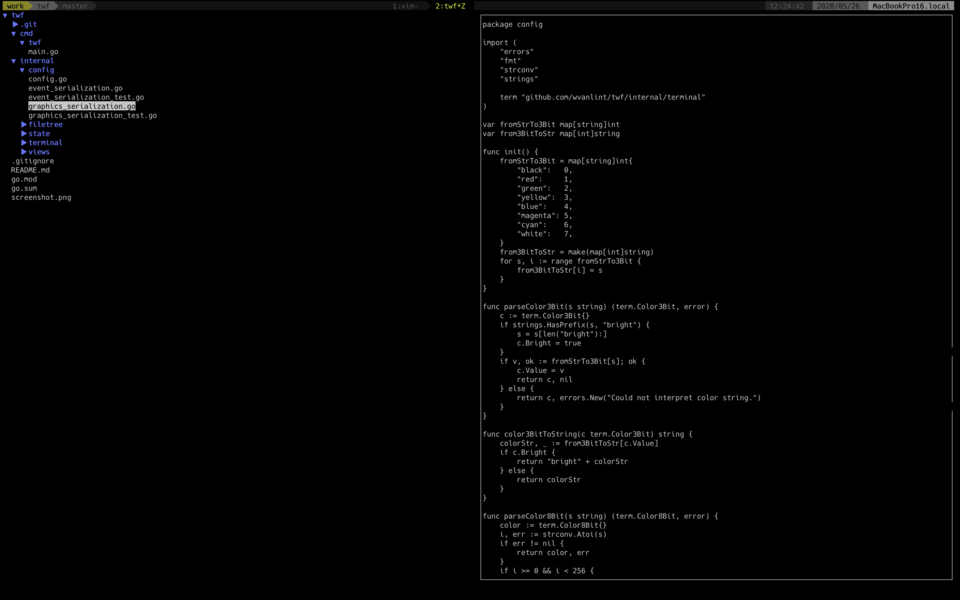 work twf master 1:vim- 2:twf*Z 12:24:42 2020/05/26 MacBookPro16.local
▼ twf
▶.git
▼ cmd
▼ twf
main.go
▼ internal
▼ config
config.go
event_serialization.go
event_serialization_test.go
graphics_serialization.go
graphics_serialization_test.go
▶filetree
▶state
▶terminal
▶views
.gitignore
README.md
go.mod
go.sum
screenshot.png
package config
import (
"errors"
"fmt"
"strconv"
"strings"
term "github.com/wvanlint/twf/internal/terminal"
)
var fromStrTo3Bit map[string]int
var from3BitToStr map[int]string
func init() {
fromStrTo3Bit = map[string]int{
"black": 0,
"red": 1,
"green": 2,
"yellow": 3,
"blue": 4,
"magenta": 5,
"cyan": 6,
"white": 7,
}
from3BitToStr = make(map[int]string)
for s, i := range fromStrTo3Bit {
from3BitToStr[i] = s
}
}
func parseColor3Bit(s string) (term.Color3Bit, error) {
c := term.Color3Bit{}
if strings.HasPrefix(s, "bright") {
s = s[len("bright"):]
c.Bright = true
}
if v, ok := fromStrTo3Bit[s]; ok {
c.Value = v
return c, nil
} else {
return c, errors.New("Could not interpret color string.")
}
}
func color3BitToString(c term.Color3Bit) string {
colorStr, _ := from3BitToStr[c.Value]
if c.Bright {
return "bright" + colorStr
} else {
return colorStr
}
}
func parseColor8Bit(s string) (term.Color8Bit, error) {
color := term.Color8Bit{}
i, err := strconv.Atoi(s)
if err != nil {
return color, err
}
if i >= 0 && i < 256 {